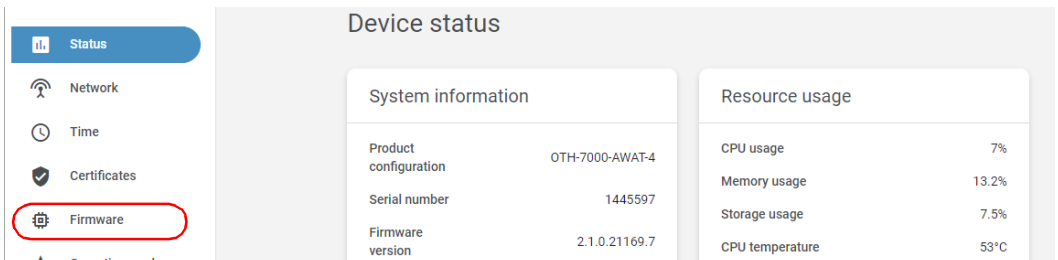 Device status
Status
Network
Time
Certificates
Firmware
System information
Product
configuration
OTH-7000-AWAT-4
Serial number
1445597
Firmware
version
2.1.0.21169.7
Resource usage
CPU usage
7%
Memory usage
13.2%
Storage usage
7.5%
CPU temperature
53°C